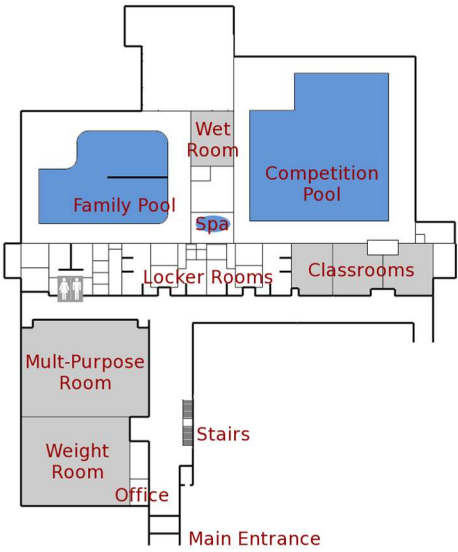 Wet
Room
Competition
Pool
Family Pool
Spa
Locker Rooms
Classrooms
Mult-Purpose
Room
Stairs
Weight
Room
Office
Main Entrance